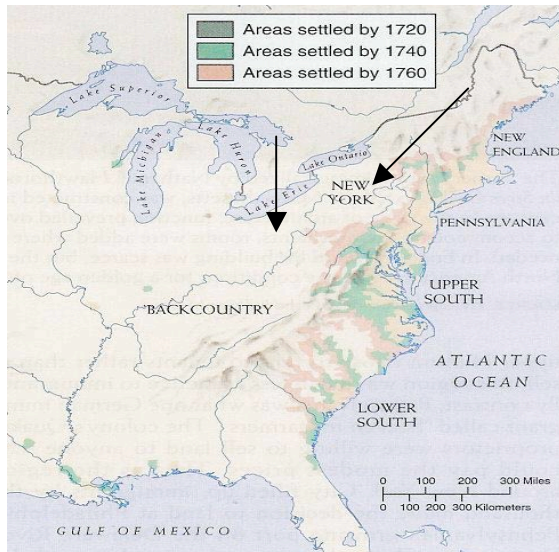 Areas settled by 1720
Areas settled by 1740
Areas settled by 1760
Lake Superior
Lake Michigan
Lake Huron
Lake Ontario
Lake Erie
NEW
ENGLAND
NEW
YORK
PENNSYLVANIA
UPPER
SOUTH
BACKCOUNTRY
ATLANTIC
OCEAN
LOWER
SOUTH
0 100 200 300 Miles
0 100 200 300 Kilometers
GULF OF MEXICO